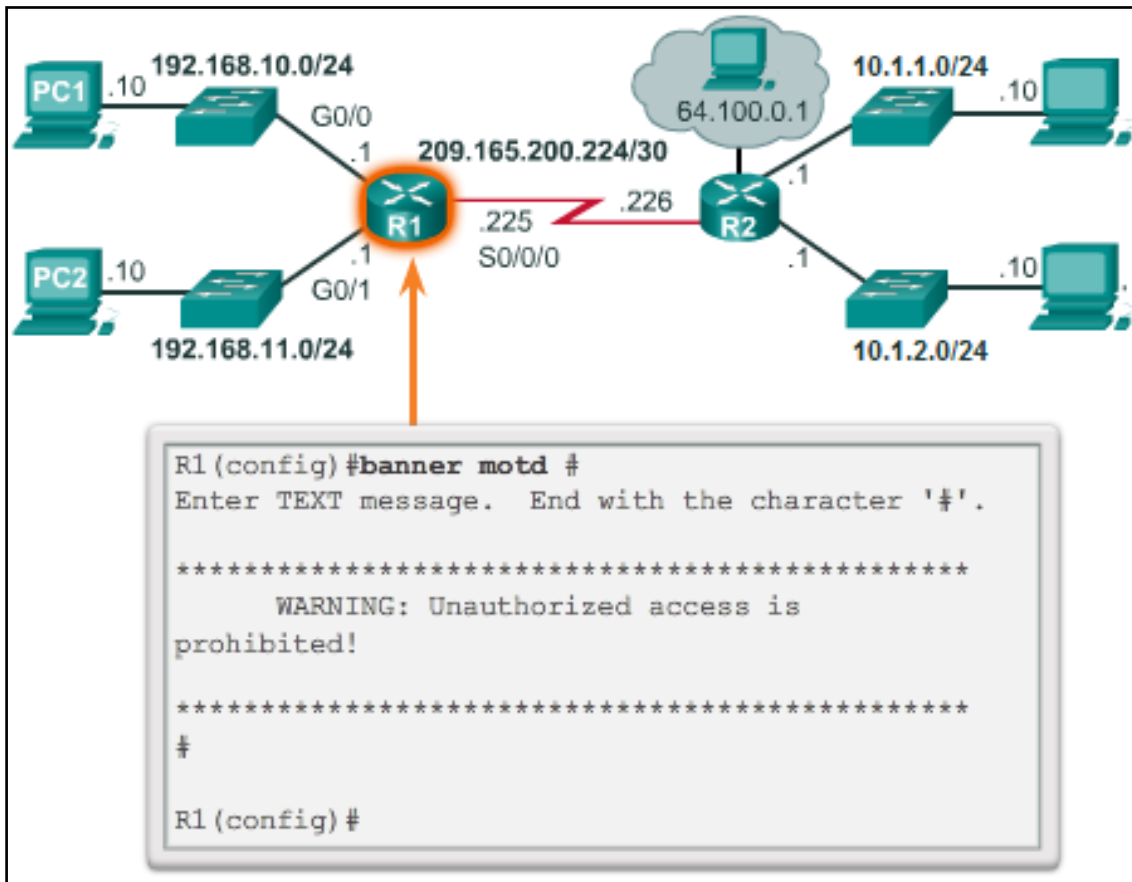 192.168.10.0/24
PC1
.10
G0/0
.1
209.165.200.224/30
R1
.225
.226
S0/0/0
R2
64.100.0.1
10.1.1.0/24
.10
.1
PC2
.10
.1
G0/1
192.168.11.0/24
.1
.10
.
10.1.2.0/24
R1(config)#banner motd #
Enter TEXT message.  End with the character '#'.
***********************************************
WARNING: Unauthorized access is
prohibited!
***********************************************
#
R1(config)#